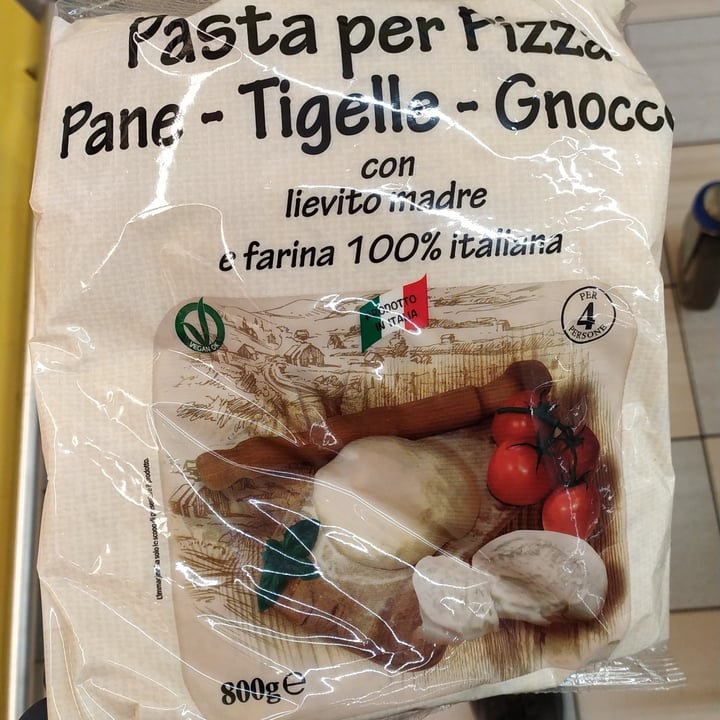 Pasta per Pizza
Pane - Tigelle - Gnocco
con
lievito madre
e farina 100% italiana
PRODOTTO
IN ITALIA
VEGAN OK
PER
4
PERSONE
800g e